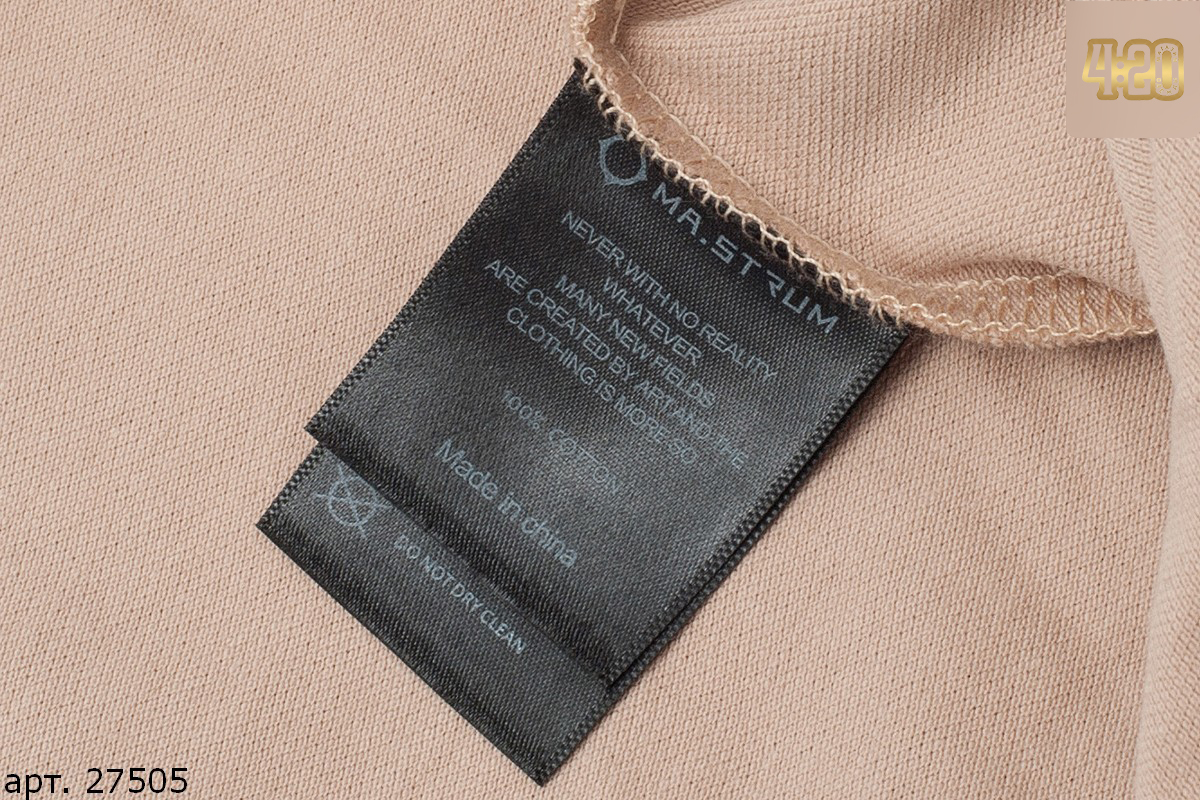 4:20
MA.STRUM
NEVER WITH NO REALITY
WHATEVER
MANY NEW FIELDS
ARE CREATED BY ART AND THE
CLOTHING IS MORE SO
100% COTTON
Made in china
DO NOT DRY CLEAN
арт. 27505